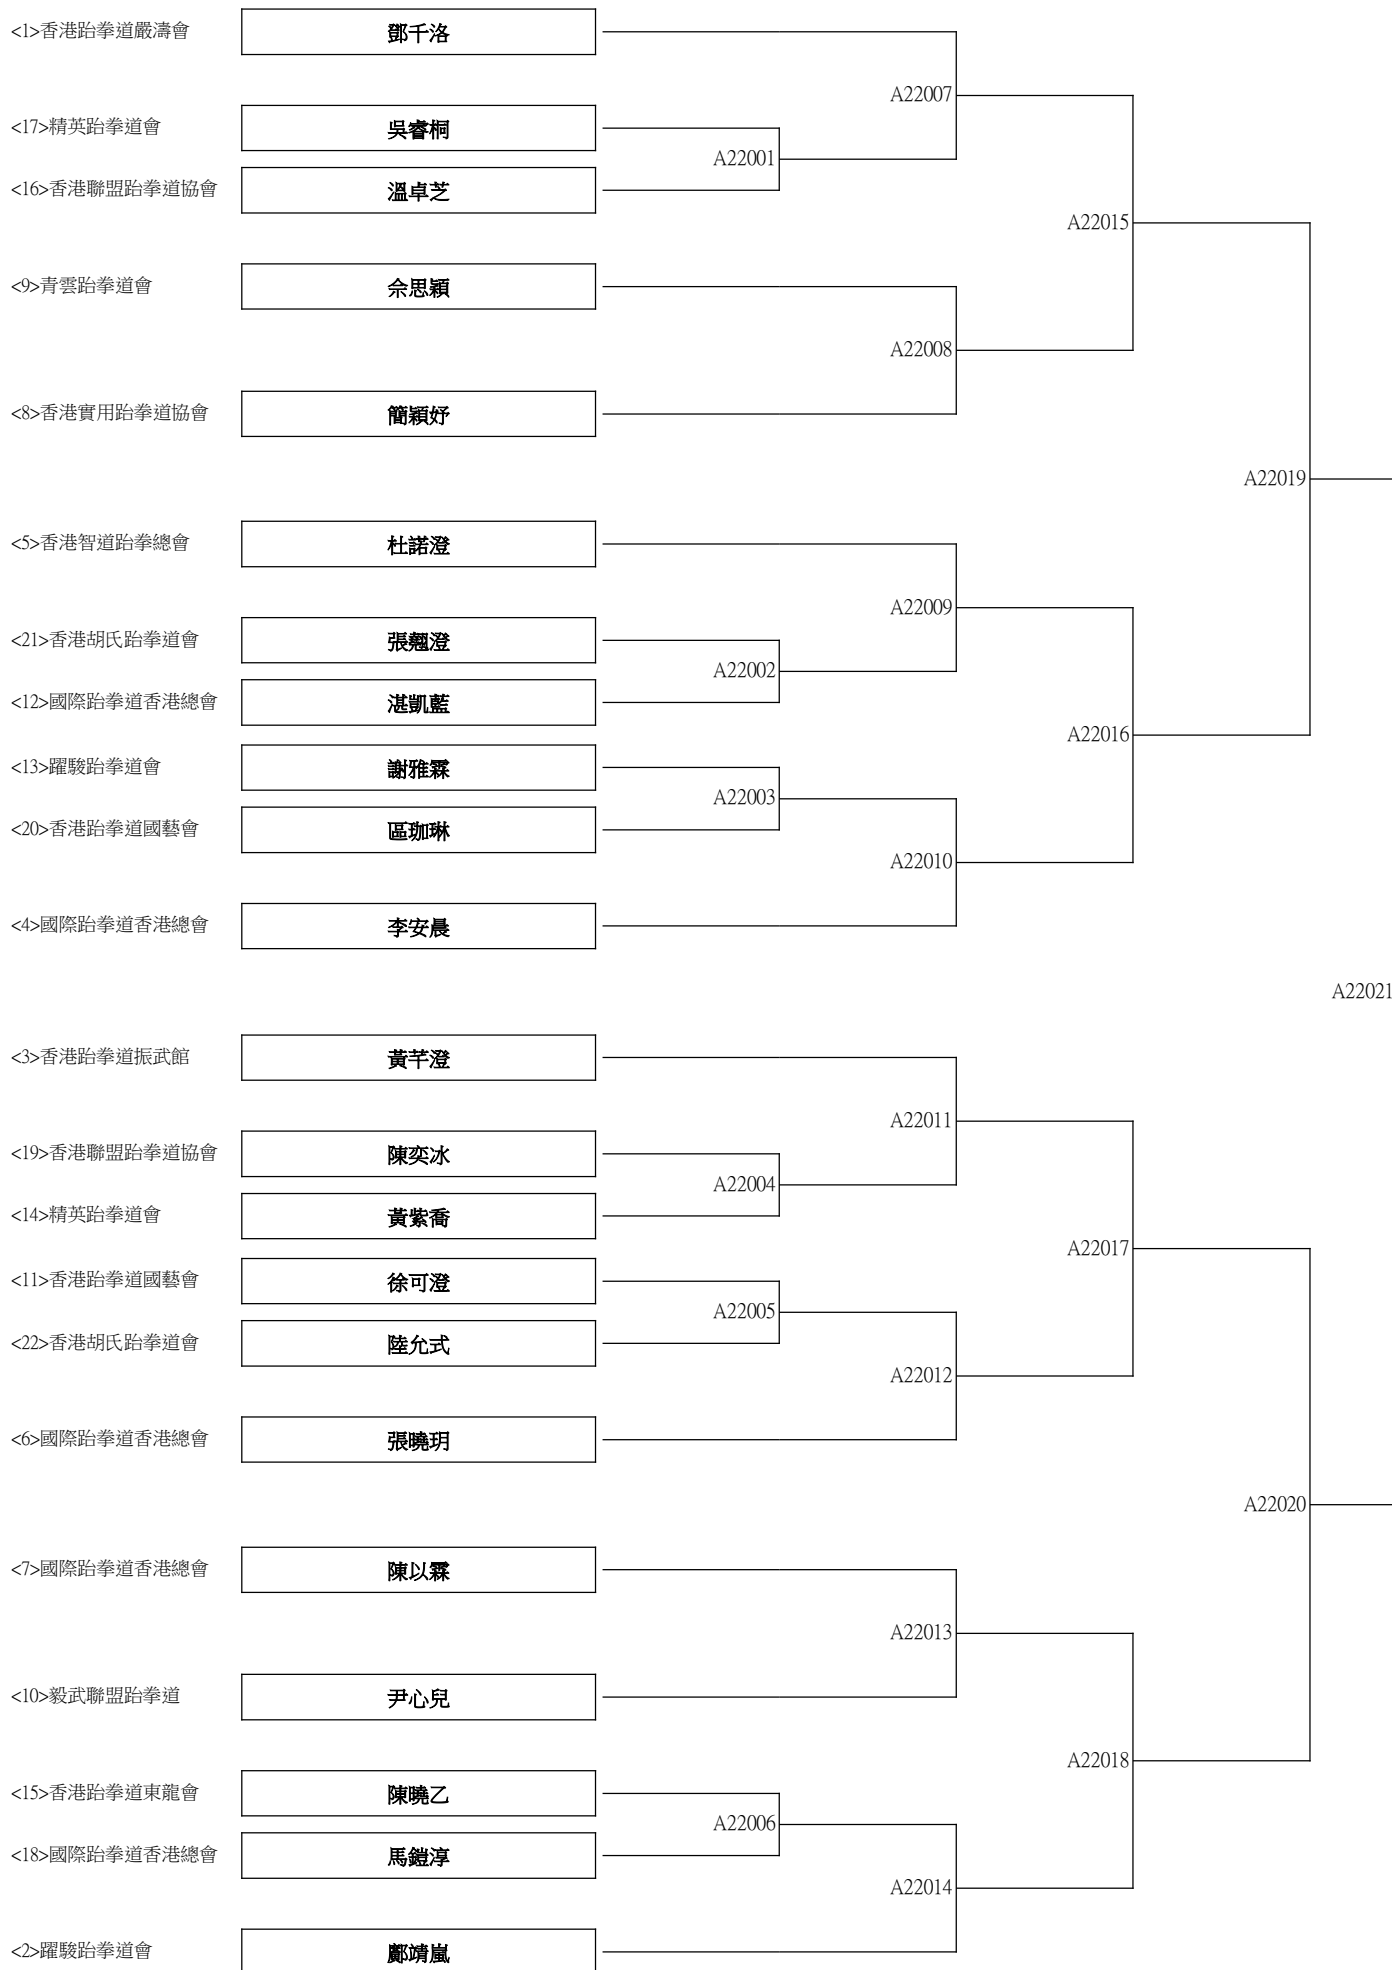 <1>香港跆拳道嚴濤會 鄧千洛
A22007
<17>精英跆拳道會 吳睿桐
A22001
<16>香港聯盟跆拳道協會 溫卓芝
A22015
<9>青雲跆拳道會 佘思穎
A22008
<8>香港實用跆拳道協會 簡穎妤
A22019
<5>香港智道跆拳總會 杜諾澄
A22009
<21>香港胡氏跆拳道會 張翹澄
A22002
<12>國際跆拳道香港總會 湛凱藍
A22016
<13>躍駿跆拳道會 謝雅霖
A22003
<20>香港跆拳道國藝會 區珈琳
A22010
<4>國際跆拳道香港總會 李安晨
A22021
<3>香港跆拳道振武館 黃芊澄
A22011
<19>香港聯盟跆拳道協會 陳奕冰
A22004
<14>精英跆拳道會 黃紫喬
A22017
<11>香港跆拳道國藝會 徐可澄
A22005
<22>香港胡氏跆拳道會 陸允式
A22012
<6>國際跆拳道香港總會 張曉玥
A22020
<7>國際跆拳道香港總會 陳以霖
A22013
<10>毅武聯盟跆拳道 尹心兒
A22018
<15>香港跆拳道東龍會 陳曉乙
A22006
<18>國際跆拳道香港總會 馬鎧淳
A22014
<2>躍駿跆拳道會 鄺靖嵐